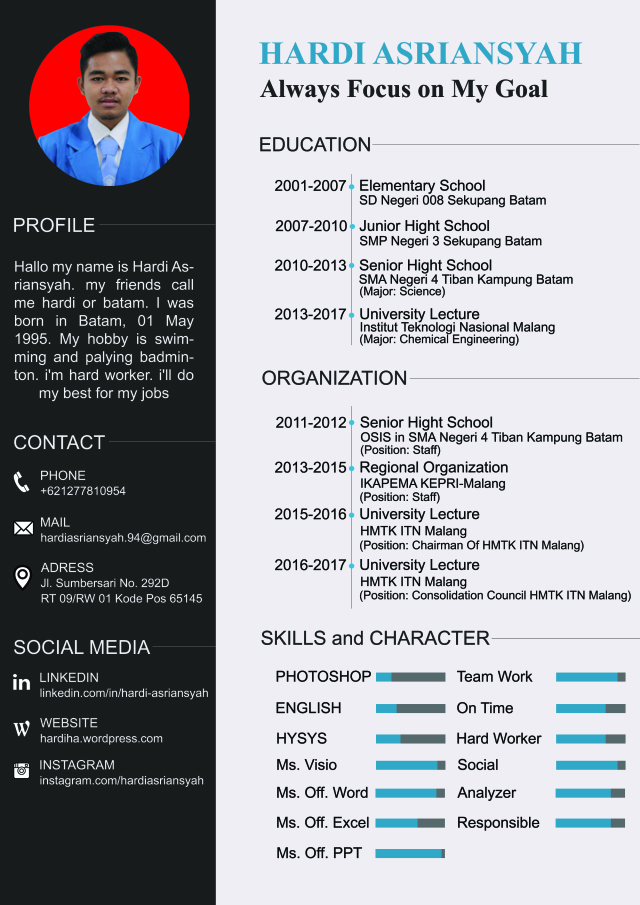 HARDI ASRIANSYAH
Always Focus on My Goal
PROFILE
Hallo my name is Hardi As-
riansyah. my friends call
me hardi or batam. I was
born in Batam, 01 May
1995. My hobby is swim-
ming and palying badmin-
ton. i'm hard worker. i'll do
my best for my jobs
CONTACT
PHONE
+621277810954
MAIL
hardiasriansyah.94@gmail.com
ADRESS
Jl. Sumbersari No. 292D
RT 09/RW 01 Kode Pos 65145
SOCIAL MEDIA
in LINKEDIN
linkedin.com/in/hardi-asriansyah
W WEBSITE
hardiha.wordpress.com
INSTAGRAM
instagram.com/hardiasriansyah
EDUCATION
2001-2007 Elementary School
SD Negeri 008 Sekupang Batam
2007-2010 Junior Hight School
SMP Negeri 3 Sekupang Batam
2010-2013 Senior Hight School
SMA Negeri 4 Tiban Kampung Batam
(Major: Science)
2013-2017 University Lecture
Institut Teknologi Nasional Malang
(Major: Chemical Engineering)
ORGANIZATION
2011-2012 Senior Hight School
OSIS in SMA Negeri 4 Tiban Kampung Batam
(Position: Staff)
2013-2015 Regional Organization
IKAPEMA KEPRI-Malang
(Position: Staff)
2015-2016 University Lecture
HMTK ITN Malang
(Position: Chairman Of HMTK ITN Malang)
2016-2017 University Lecture
HMTK ITN Malang
(Position: Consolidation Council HMTK ITN Malang)
SKILLS and CHARACTER
PHOTOSHOP Team Work
ENGLISH On Time
HYSYS Hard Worker
Ms. Visio Social
Ms. Off. Word Analyzer
Ms. Off. Excel Responsible
Ms. Off. PPT